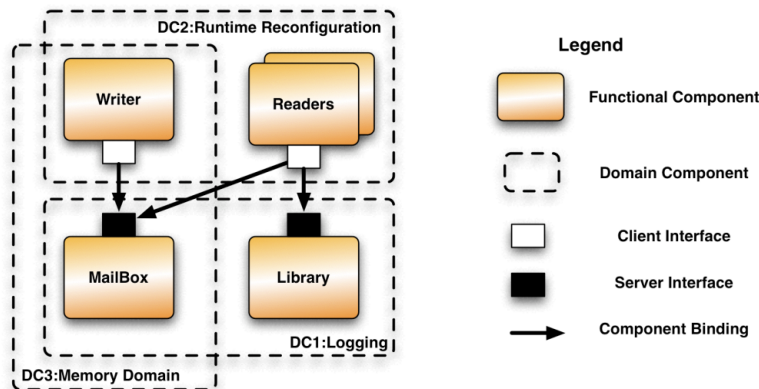 DC2:Runtime Reconfiguration
Writer
Readers
MailBox
Library
DC1:Logging
DC3:Memory Domain
Legend
Functional Component
Domain Component
Client Interface
Server Interface
Component Binding